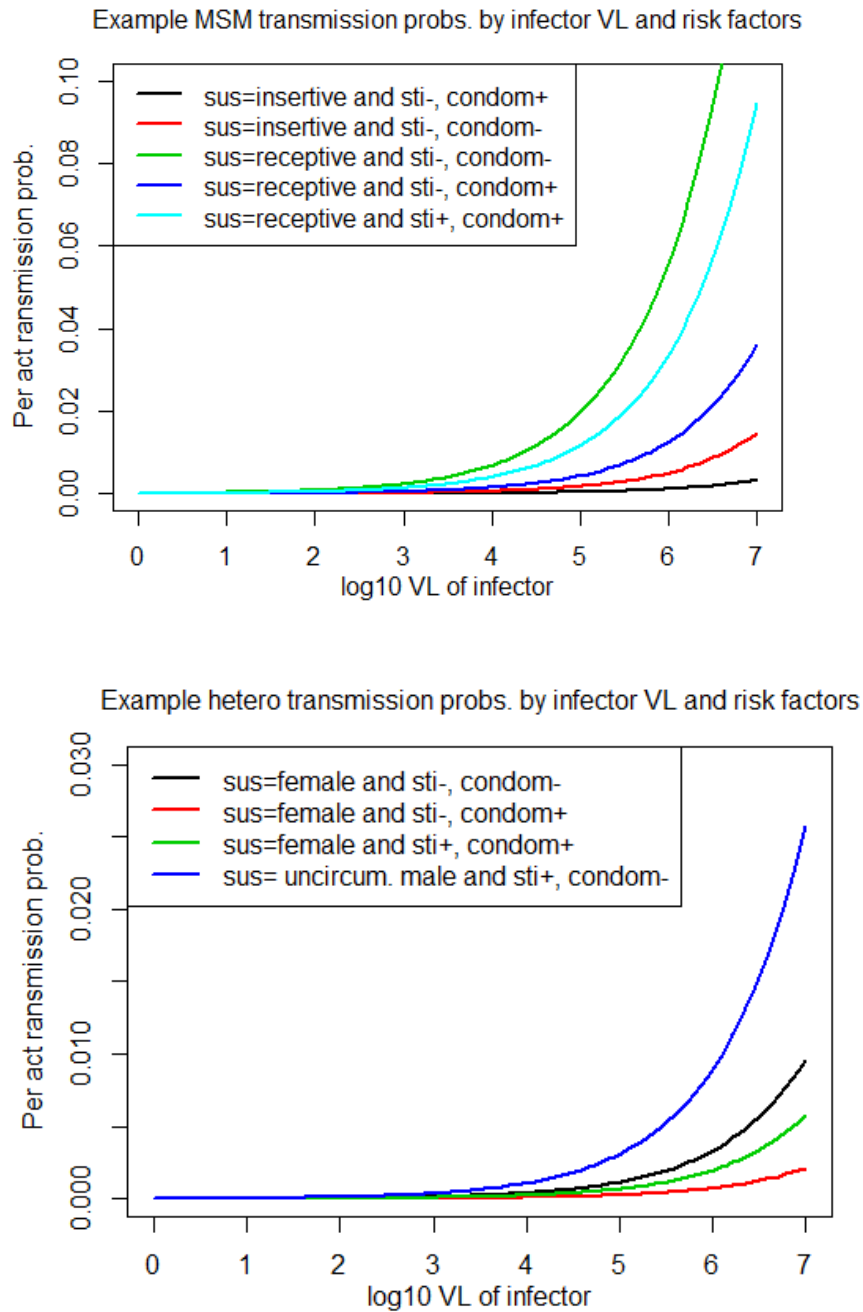 Example MSM transmission probs. by infector VL and risk factors
sus=insertive and sti-, condom+
sus=insertive and sti-, condom-
sus=receptive and sti-, condom-
sus=receptive and sti-, condom+
sus=receptive and sti+, condom+
Per act ransmission prob.
0.10
0.08
0.06
0.04
0.02
0.00
0 1 2 3 4 5 6 7
log10 VL of infector
Example hetero transmission probs. by infector VL and risk factors
sus=female and sti-, condom-
sus=female and sti-, condom+
sus=female and sti+, condom+
sus= uncircum. male and sti+, condom-
Per act ransmission prob.
0.030
0.020
0.010
0.000
0 1 2 3 4 5 6 7
log10 VL of infector